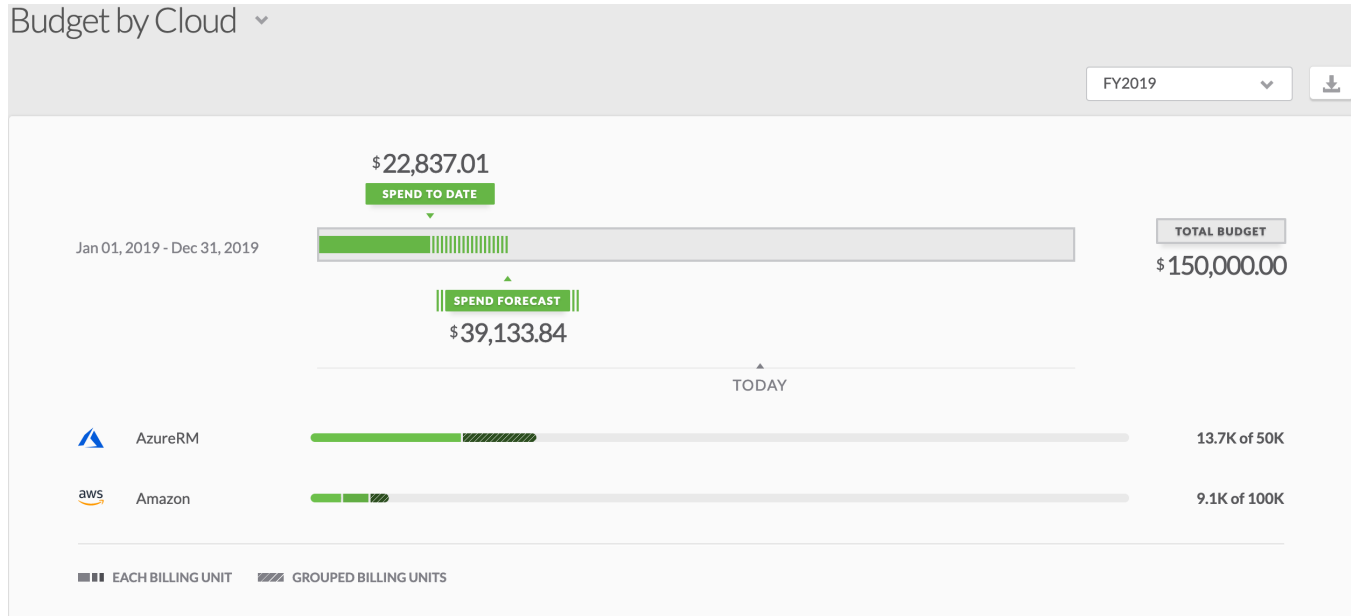 Budget by Cloud
FY2019
$22,837.01
SPEND TO DATE
Jan 01, 2019 - Dec 31, 2019
TOTAL BUDGET
$150,000.00
SPEND FORECAST
$39,133.84
TODAY
AzureRM
13.7K of 50K
aws
Amazon
9.1K of 100K
EACH BILLING UNIT
GROUPED BILLING UNITS